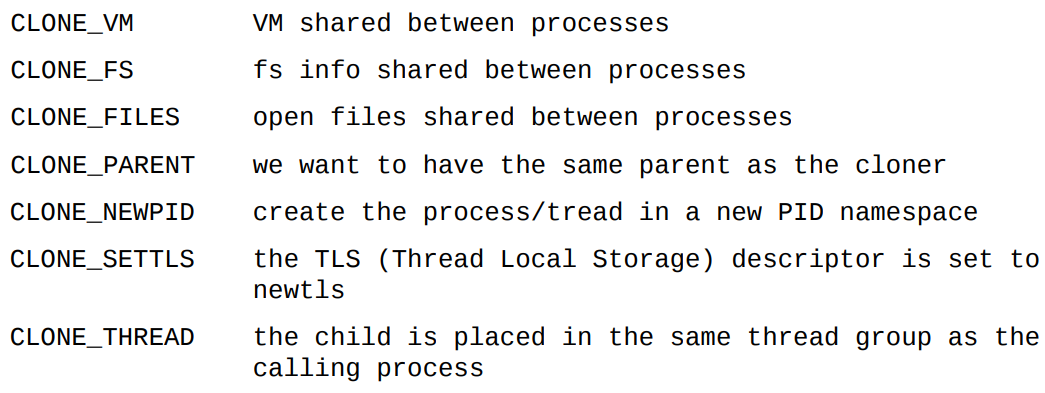 CLONE_VM VM shared between processes
CLONE_FS fs info shared between processes
CLONE_FILES open files shared between processes
CLONE_PARENT we want to have the same parent as the cloner
CLONE_NEWPID create the process/tread in a new PID namespace
CLONE_SETTLS the TLS (Thread Local Storage) descriptor is set to
newtls
CLONE_THREAD the child is placed in the same thread group as the
calling process